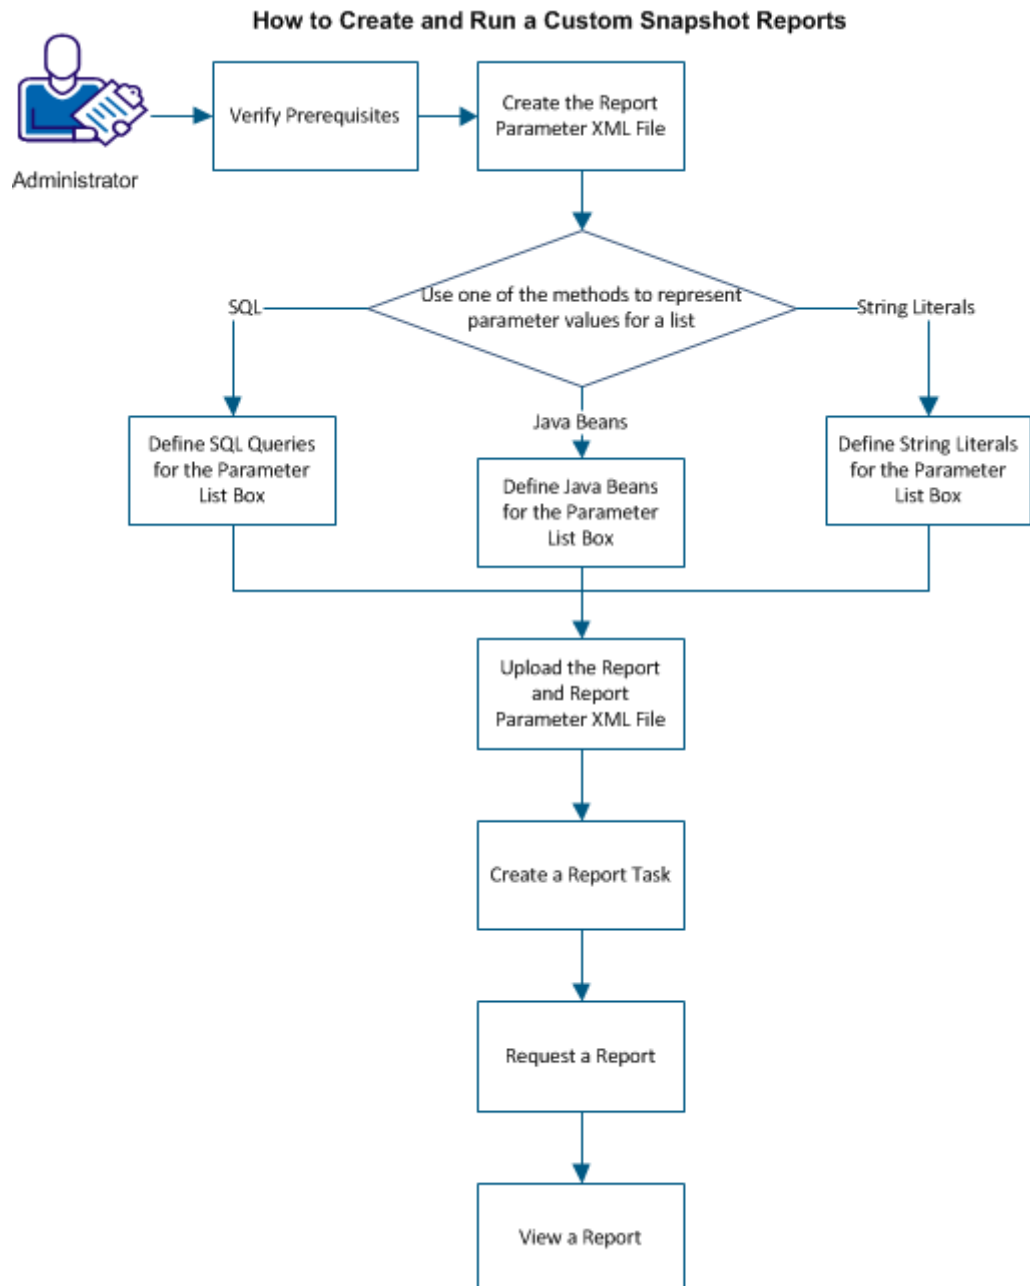 How to Create and Run a Custom Snapshot Reports
Verify Prerequisites
Create the Report
Parameter XML File
Administrator
Use one of the methods to represent
parameter values for a list
SQL
String Literals
Java Beans
Define SQL Queries
for the Parameter
List Box
Define Java Beans
for the Parameter
List Box
Define String Literals
for the Parameter
List Box
Upload the Report
and Report
Parameter XML File
Create a Report Task
Request a Report
View a Report